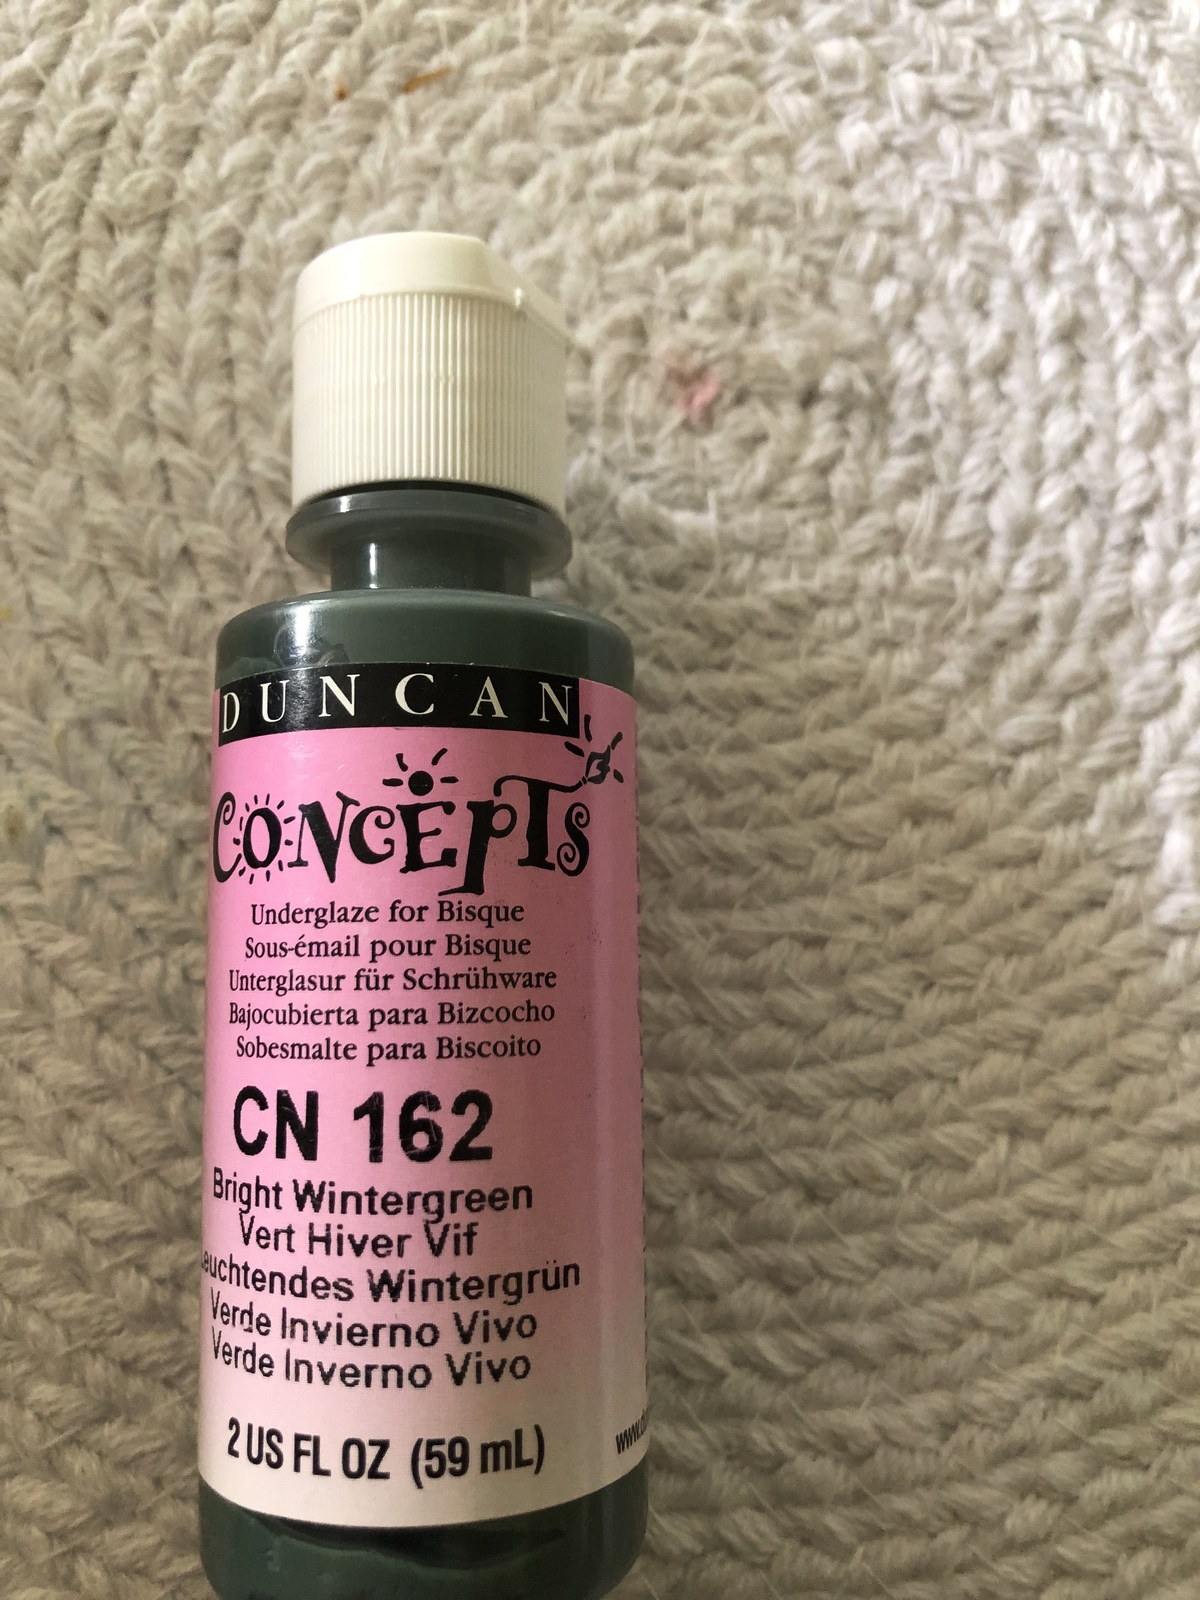 DUNCAN
CONCEPTS
Underglaze for Bisque
Sous-émail pour Bisque
Unterglasur für Schrühware
Bajocubierta para Bizcocho
Sobesmalte para Biscoito
CN 162
Bright Wintergreen
Vert Hiver Vif
Leuchtendes Wintergrün
Verde Invierno Vivo
Verde Inverno Vivo
2 US FL OZ (59 mL)